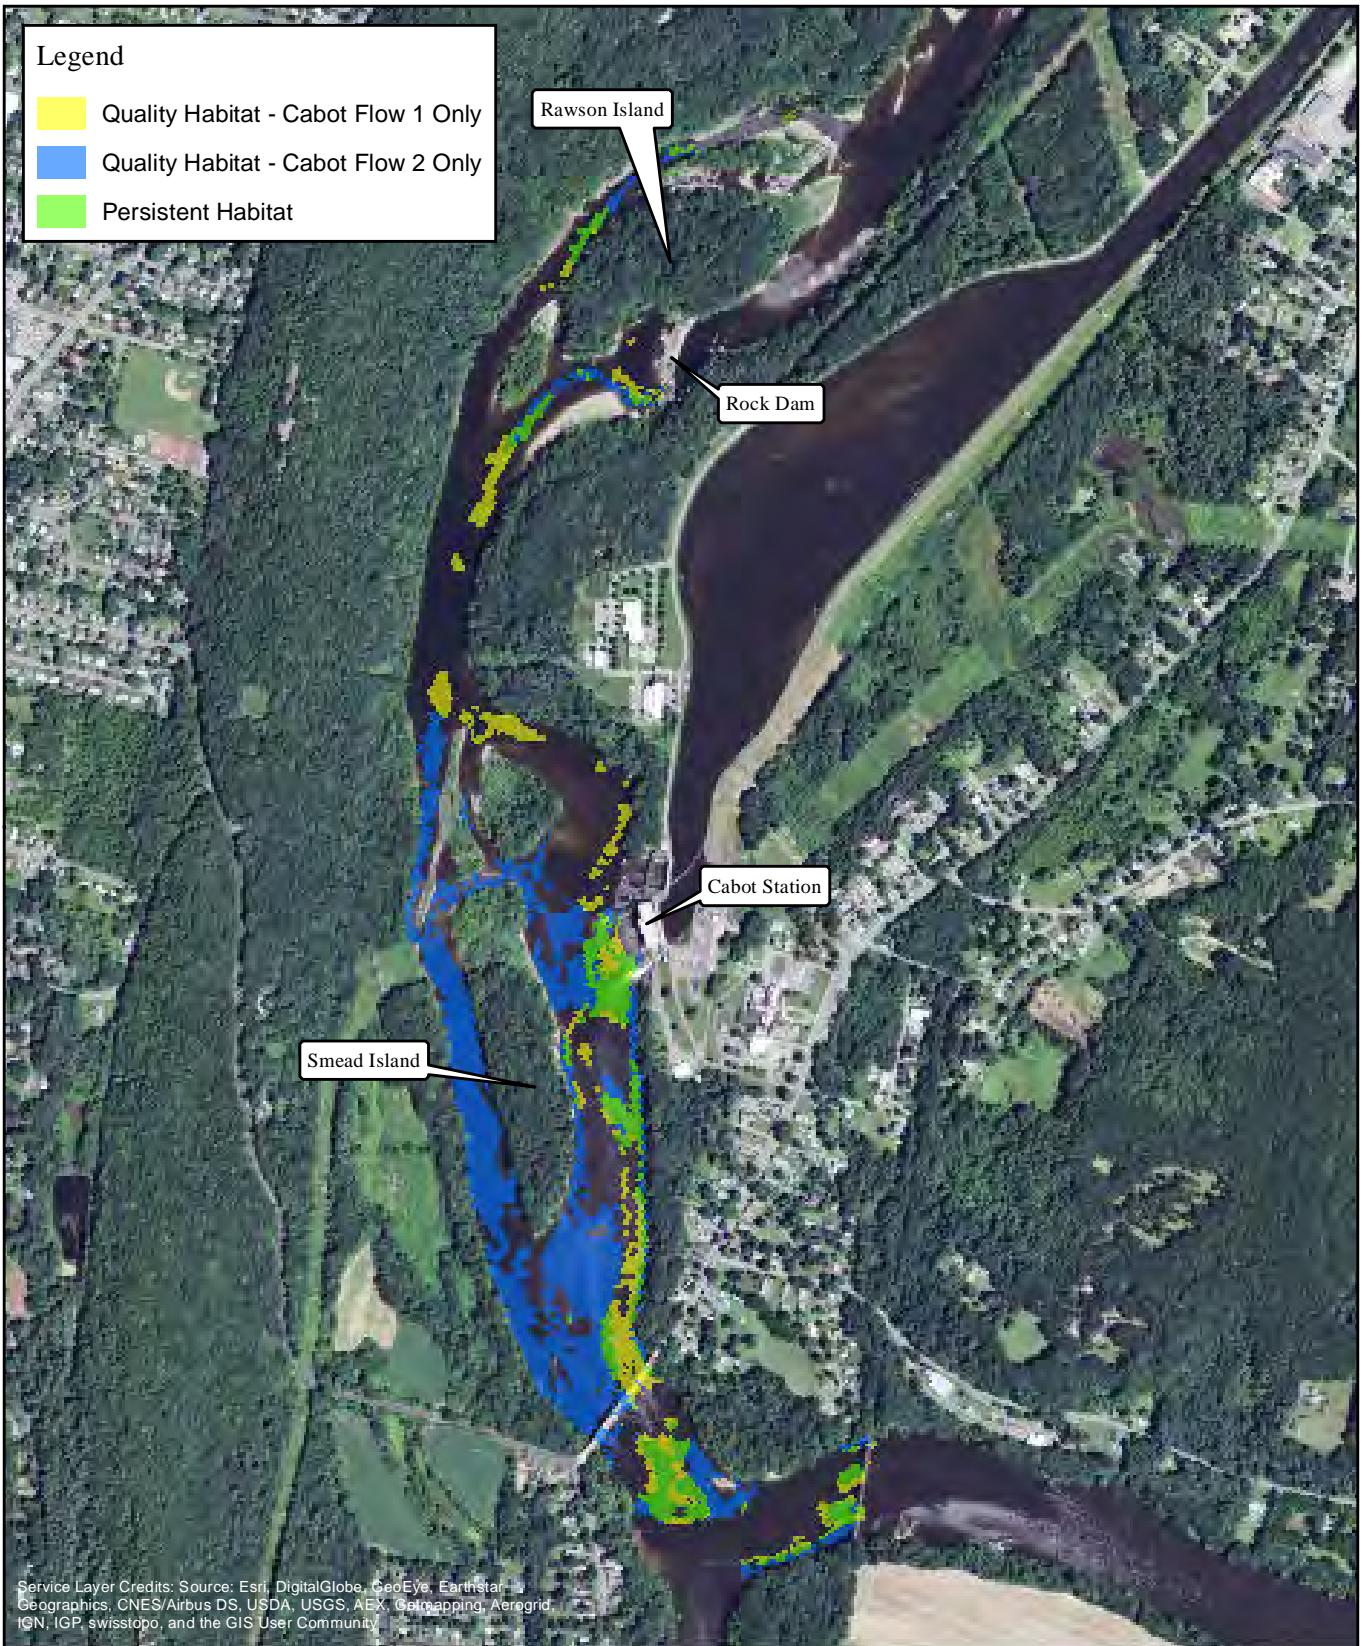 Legend
Quality Habitat - Cabot Flow 1 Only
Quality Habitat - Cabot Flow 2 Only
Persistent Habitat
Rawson Island
Rock Dam
Cabot Station
Smead Island
Service Layer Credits: Source: Esri, DigitalGlobe, GeoEye, Earthstar
Geographics, CNES/Airbus DS, USDA, USGS, AEX, Getmapping, Aerogrid,
IGN, IGP, swisstopo, and the GIS User Community